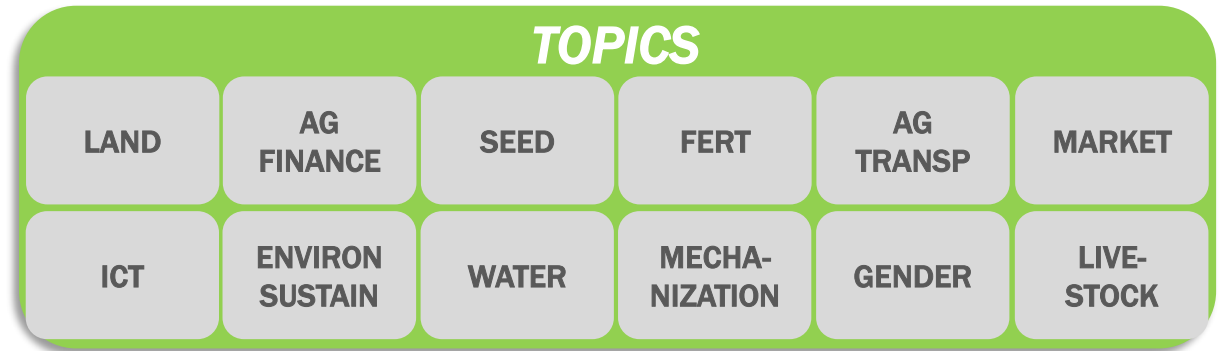 TOPICS
LAND
AG
FINANCE
SEED
FERT
AG
TRANSP
MARKET
ICT
ENVIRON
SUSTAIN
WATER
MECHA-
NIZATION
GENDER
LIVE-
STOCK